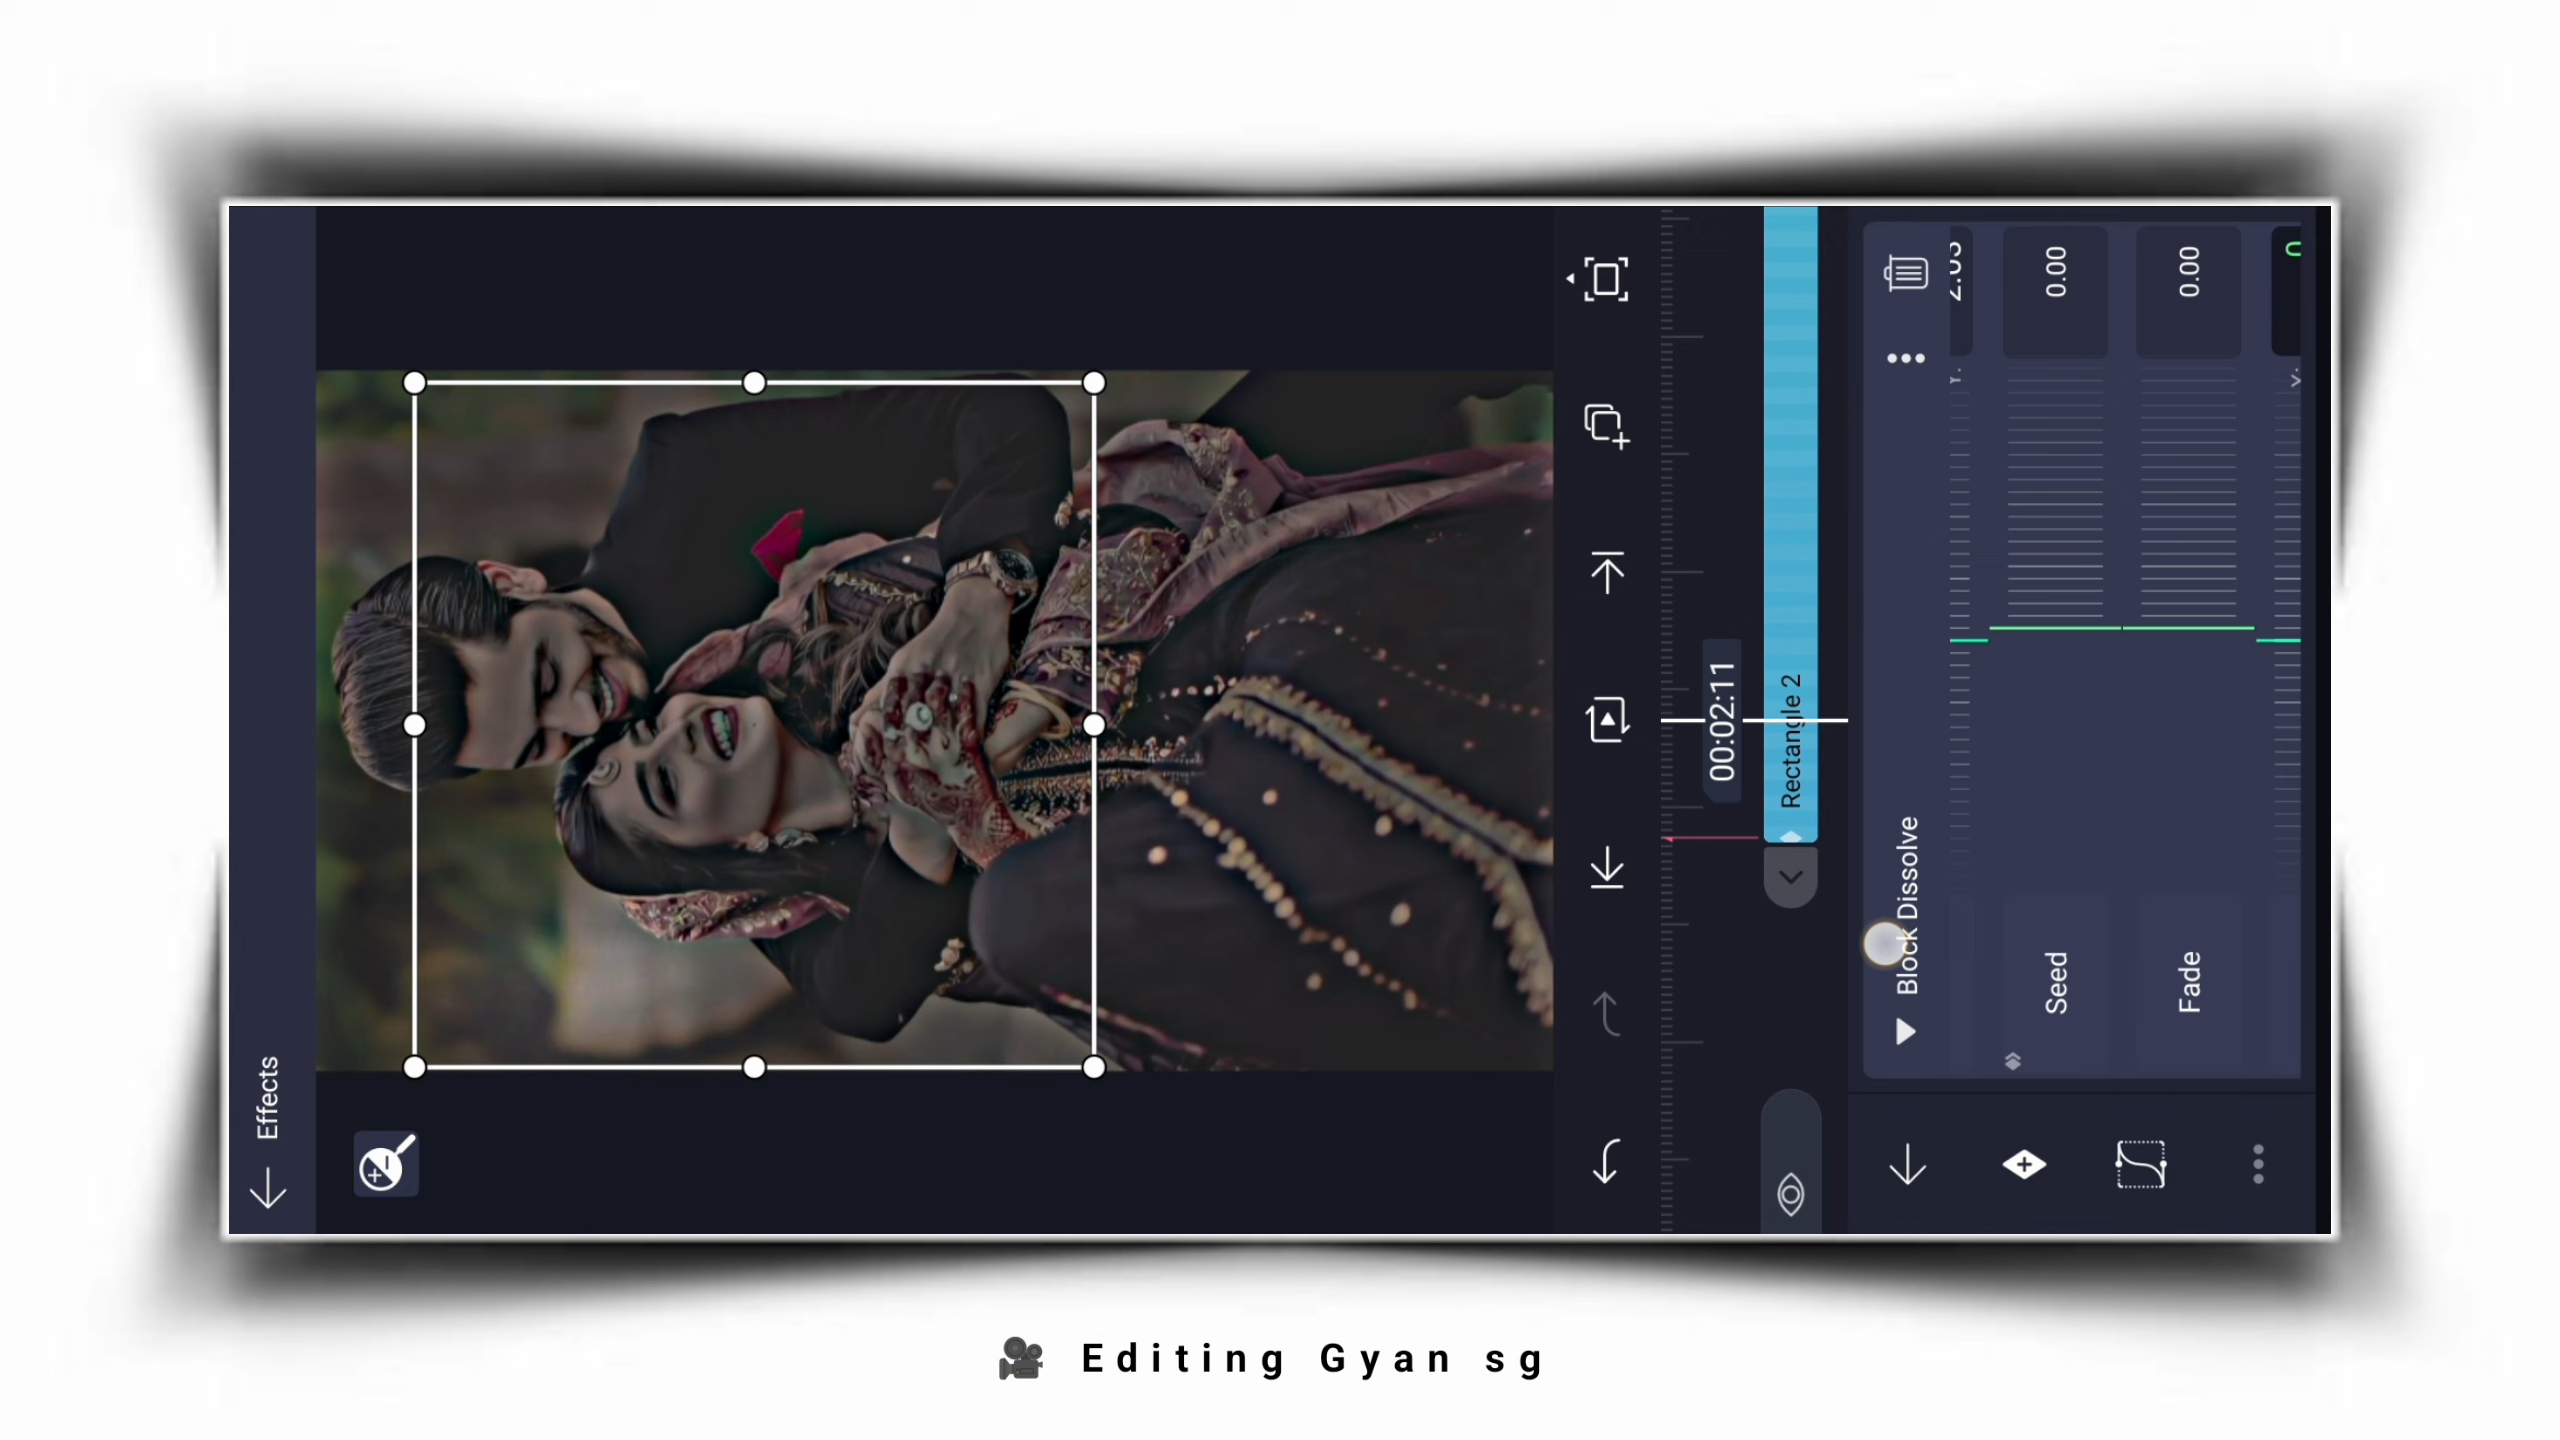 Effects
00:02:11
Rectangle 2
Block Dissolve
Seed
0.00
Fade
0.00
Editing Gyan sg